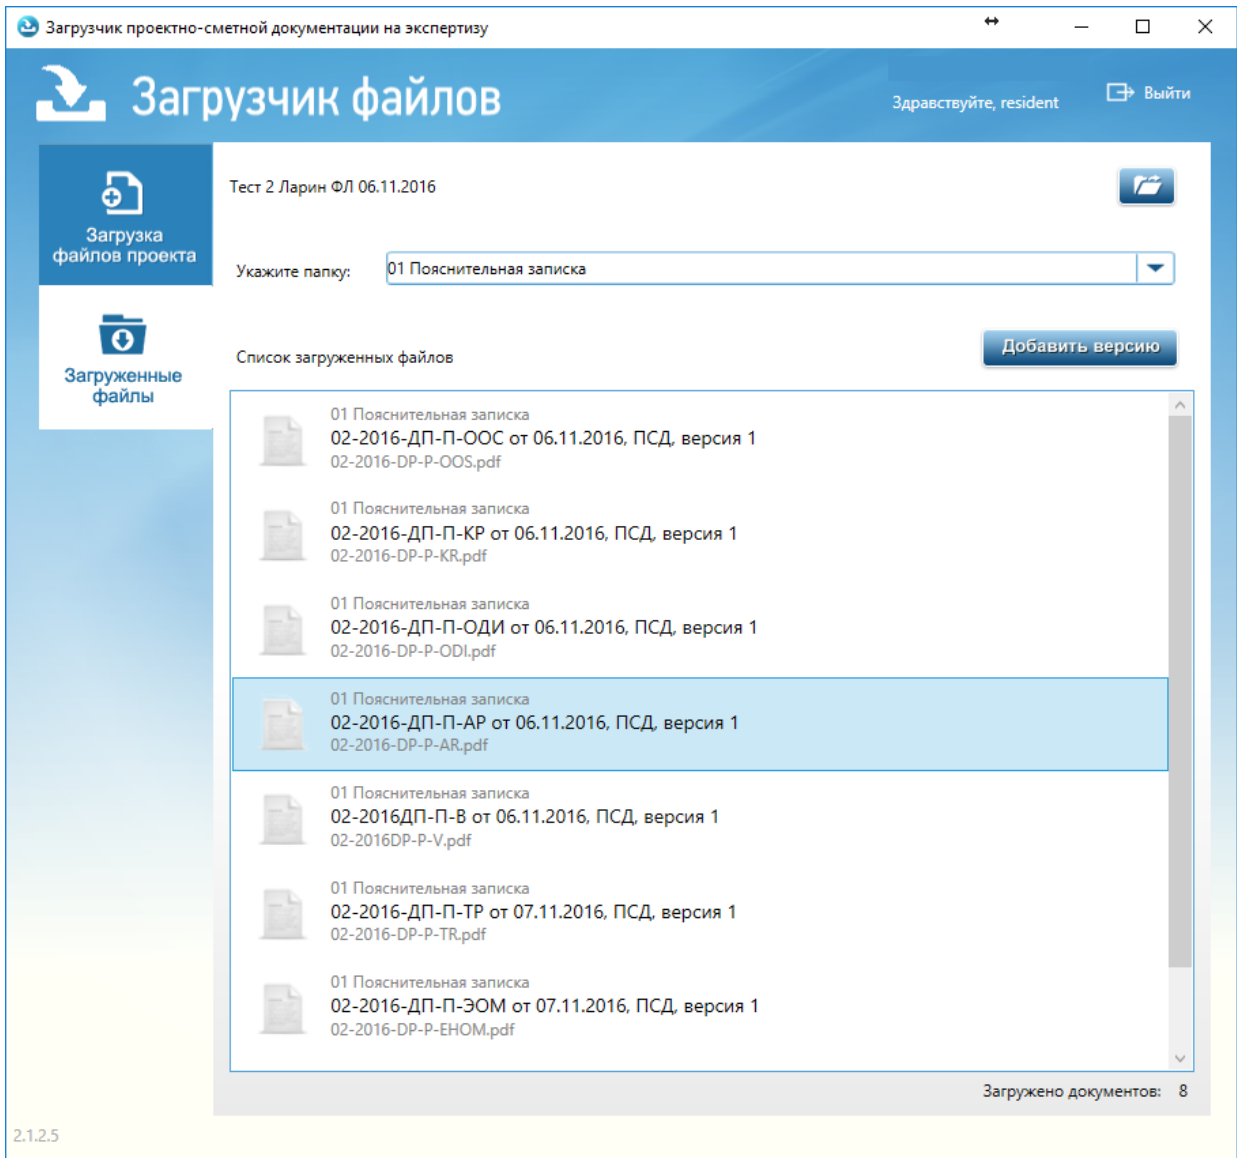 Загрузчик проектно-сметной документации на экспертизу
Загрузчик файлов
Здравствуйте, resident
Выйти
Загрузка
файлов проекта
Загруженные
файлы
Тест 2 Ларин ФЛ 06.11.2016
Укажите папку:
01 Пояснительная записка
Список загруженных файлов
Добавить версию
01 Пояснительная записка
02-2016-ДП-П-ООС от 06.11.2016, ПСД, версия 1
02-2016-DP-P-OOS.pdf
01 Пояснительная записка
02-2016-ДП-П-КР от 06.11.2016, ПСД, версия 1
02-2016-DP-P-KR.pdf
01 Пояснительная записка
02-2016-ДП-П-ОДИ от 06.11.2016, ПСД, версия 1
02-2016-DP-P-ODI.pdf
01 Пояснительная записка
02-2016-ДП-П-АР от 06.11.2016, ПСД, версия 1
02-2016-DP-P-AR.pdf
01 Пояснительная записка
02-2016ДП-П-В от 06.11.2016, ПСД, версия 1
02-2016DP-P-V.pdf
01 Пояснительная записка
02-2016-ДП-П-ТР от 07.11.2016, ПСД, версия 1
02-2016-DP-P-TR.pdf
01 Пояснительная записка
02-2016-ДП-П-ЭОМ от 07.11.2016, ПСД, версия 1
02-2016-DP-P-EHOM.pdf
Загружено документов: 8
2.1.2.5